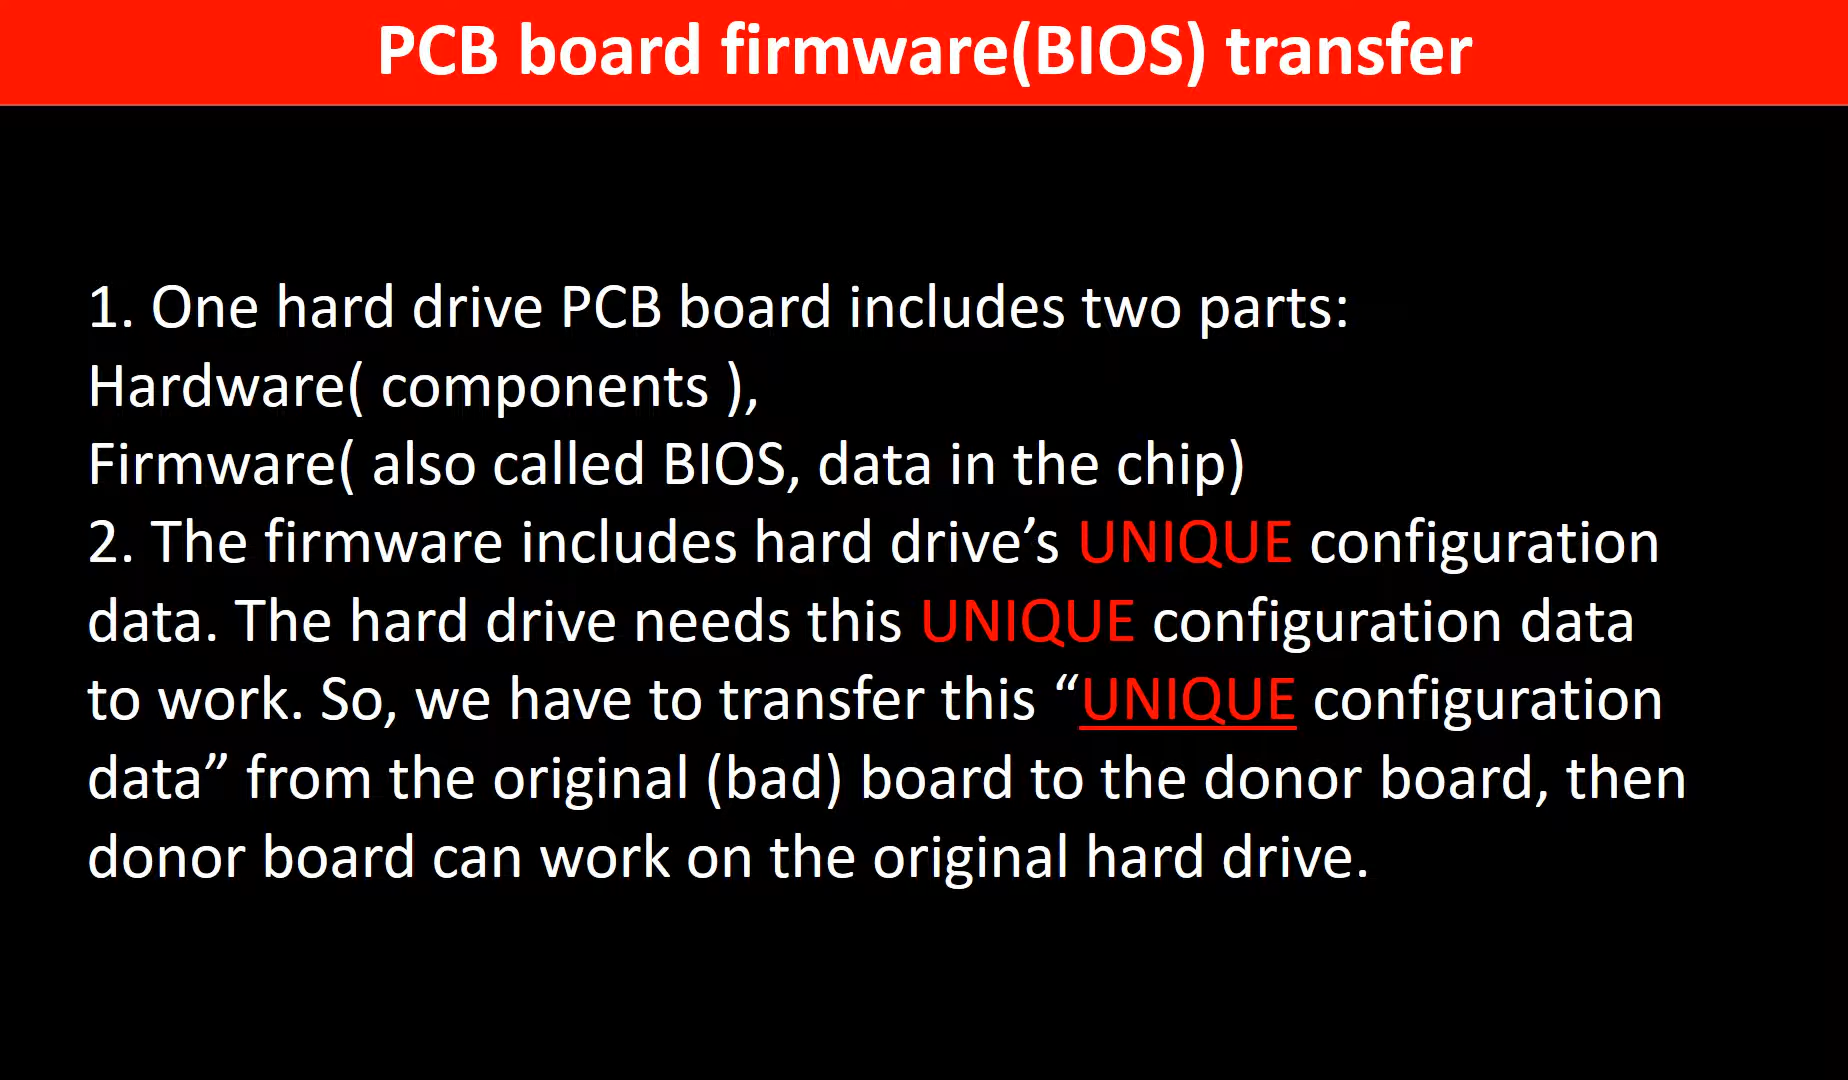 PCB board firmware(BIOS) transfer
1. One hard drive PCB board includes two parts:
Hardware( components ),
Firmware( also called BIOS, data in the chip)
2. The firmware includes hard drive’s UNIQUE configuration
data. The hard drive needs this UNIQUE configuration data
to work. So, we have to transfer this “UNIQUE configuration
data” from the original (bad) board to the donor board, then
donor board can work on the original hard drive.